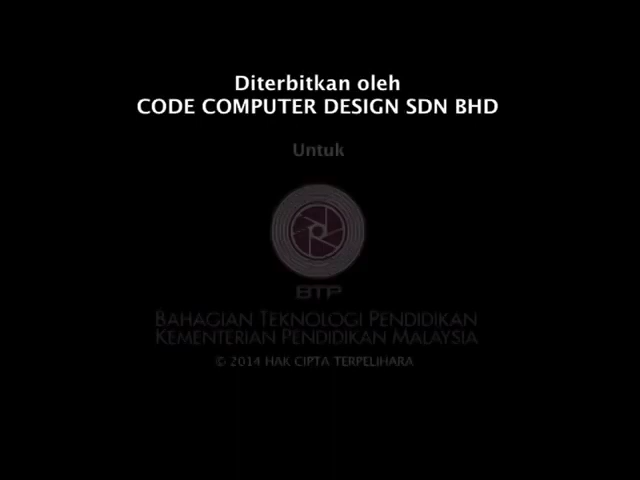 Diterbitkan oleh
CODE COMPUTER DESIGN SDN BHD
Untuk
BTP
BAHAGIAN TEKNOLOGI PENDIDIKAN
KEMENTERIAN PENDIDIKAN MALAYSIA
© 2014 HAK CIPTA TERPELIHARA